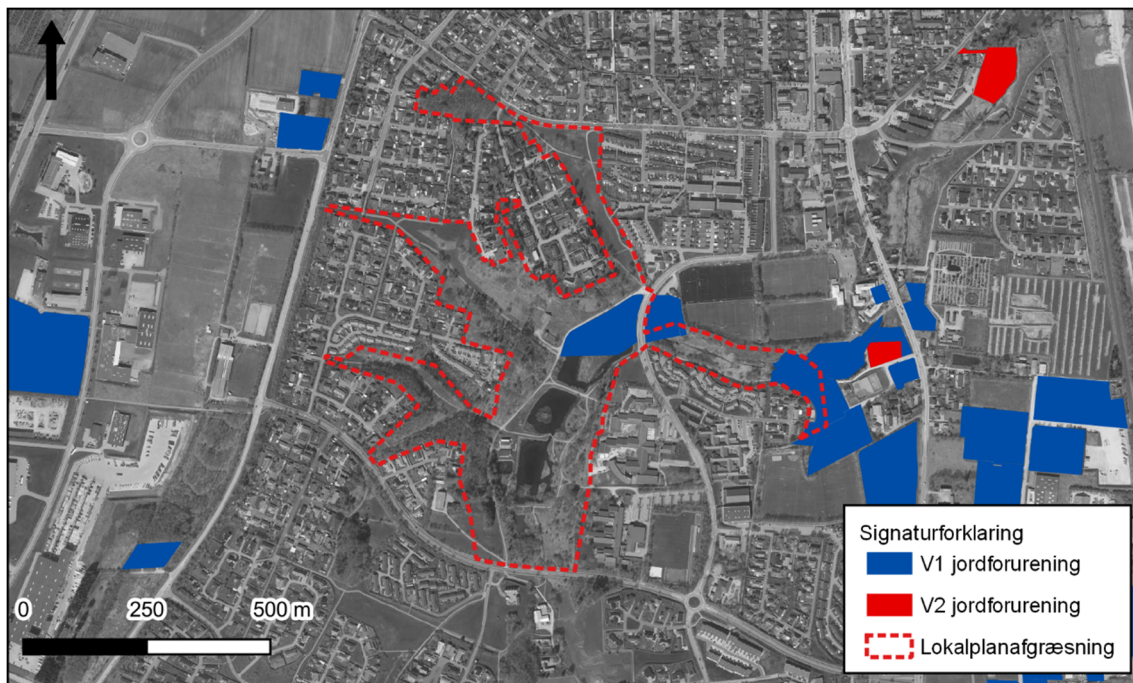 0 250 500 m
Signaturforklaring
V1 jordforurening
V2 jordforurening
Lokalplanafgræsning